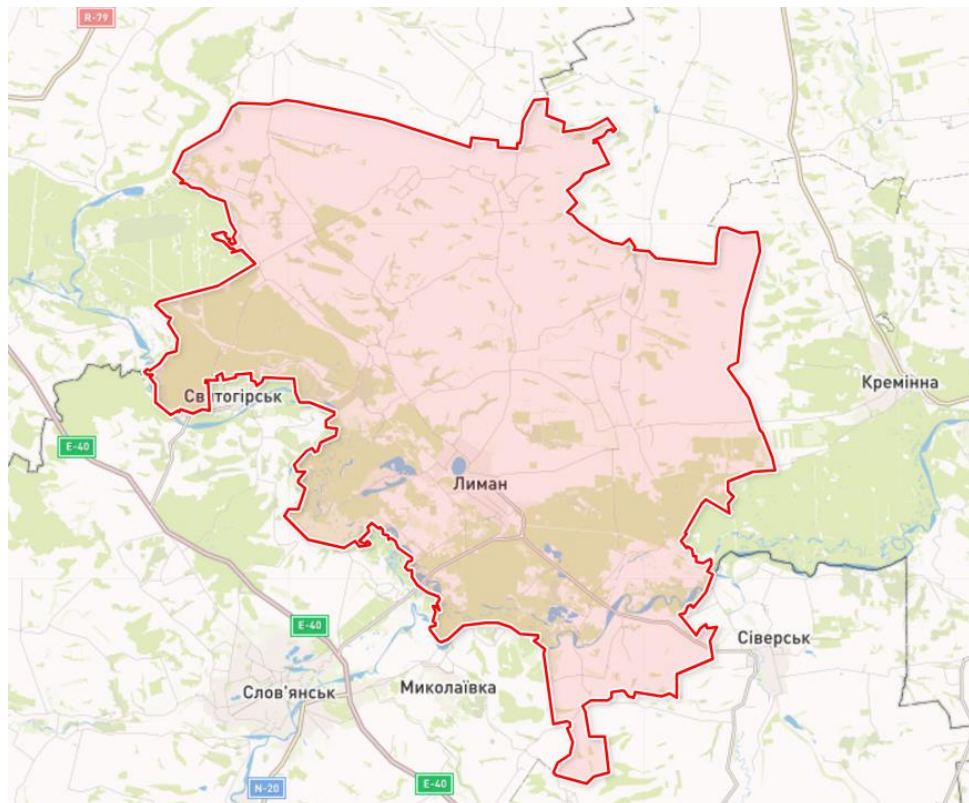 R-79
Кремінна
Святогірськ
E-40
Лиман
E-40
Сіверськ
Миколаївка
Слов'янськ
N-20
E-40